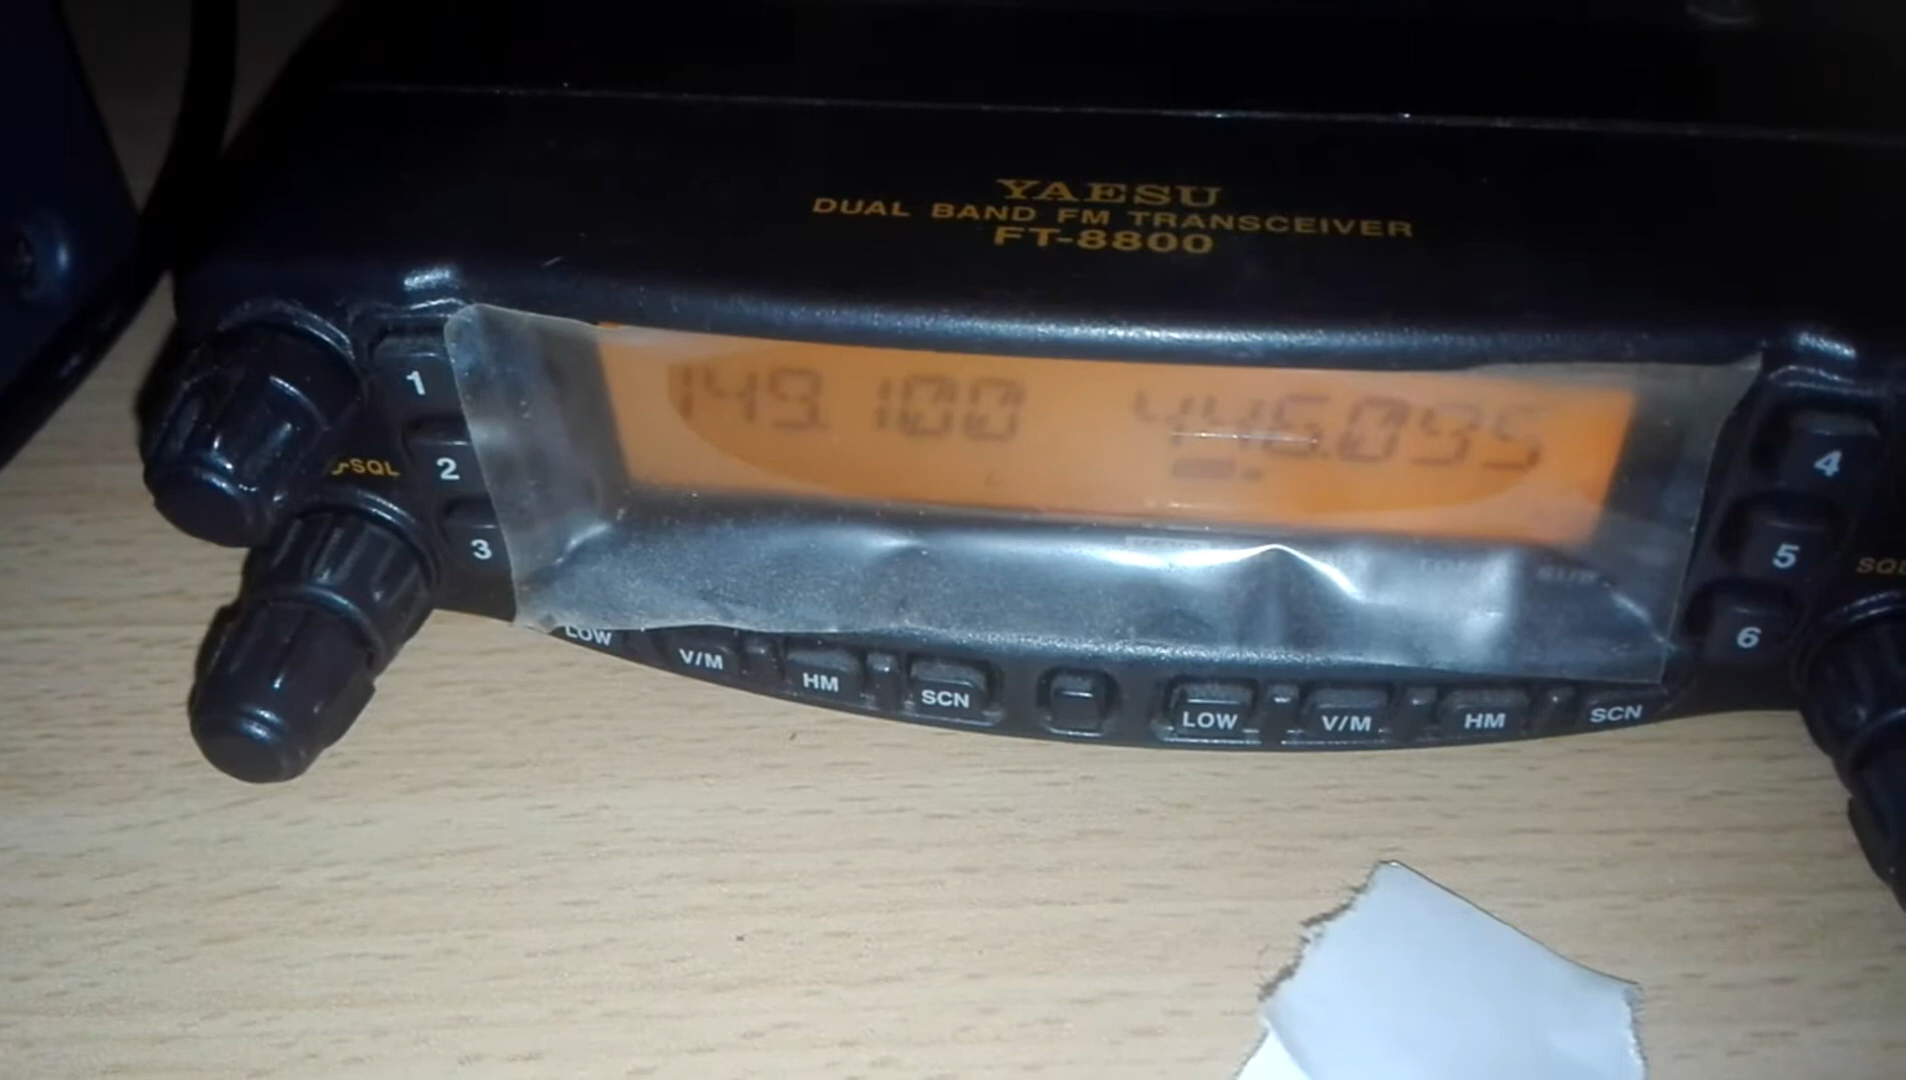 YAESU
DUAL BAND FM TRANSCEIVER
FT-8800
149.100 446.095
1
2
3
SQL
4
5
6
SQL
LOW V/M HM SCN LOW V/M HM SCN